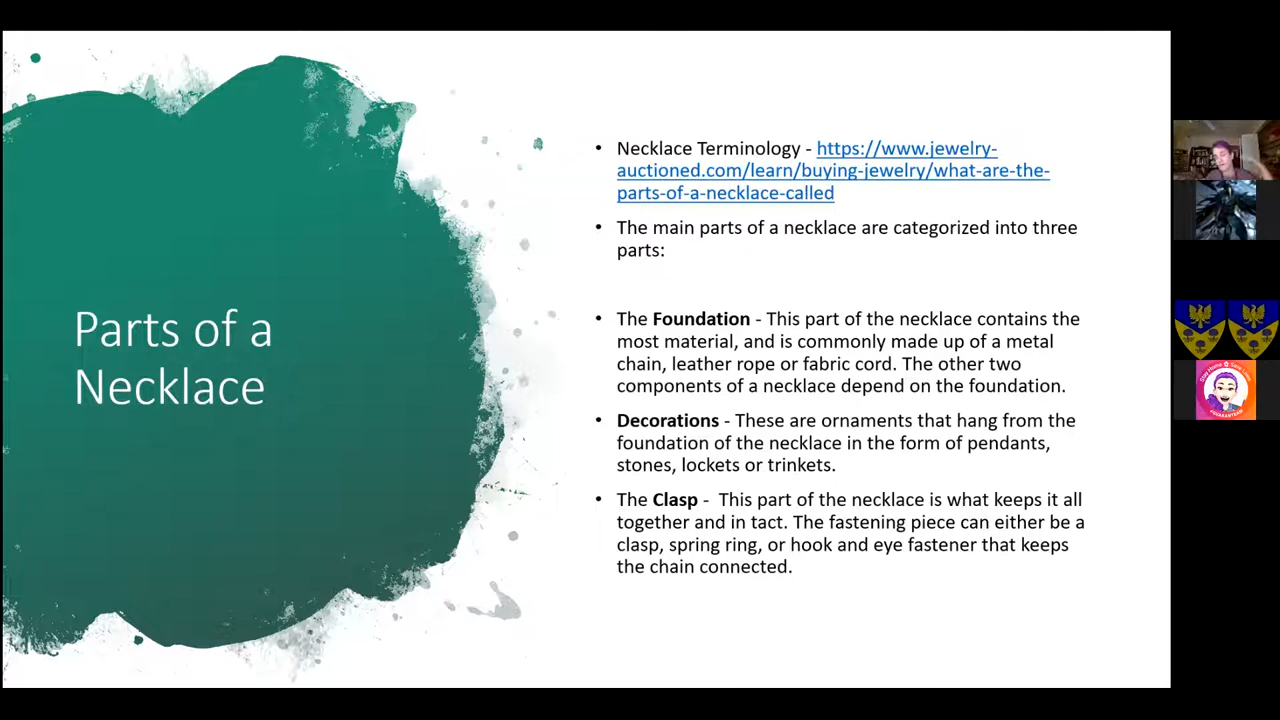 Parts of a
Necklace
• Necklace Terminology - https://www.jewelry-
auctioned.com/learn/buying-jewelry/what-are-the-
parts-of-a-necklace-called
• The main parts of a necklace are categorized into three
parts:
• The Foundation - This part of the necklace contains the
most material, and is commonly made up of a metal
chain, leather rope or fabric cord. The other two
components of a necklace depend on the foundation.
• Decorations - These are ornaments that hang from the
foundation of the necklace in the form of pendants,
stones, lockets or trinkets.
• The Clasp - This part of the necklace is what keeps it all
together and in tact. The fastening piece can either be a
clasp, spring ring, or hook and eye fastener that keeps
the chain connected.